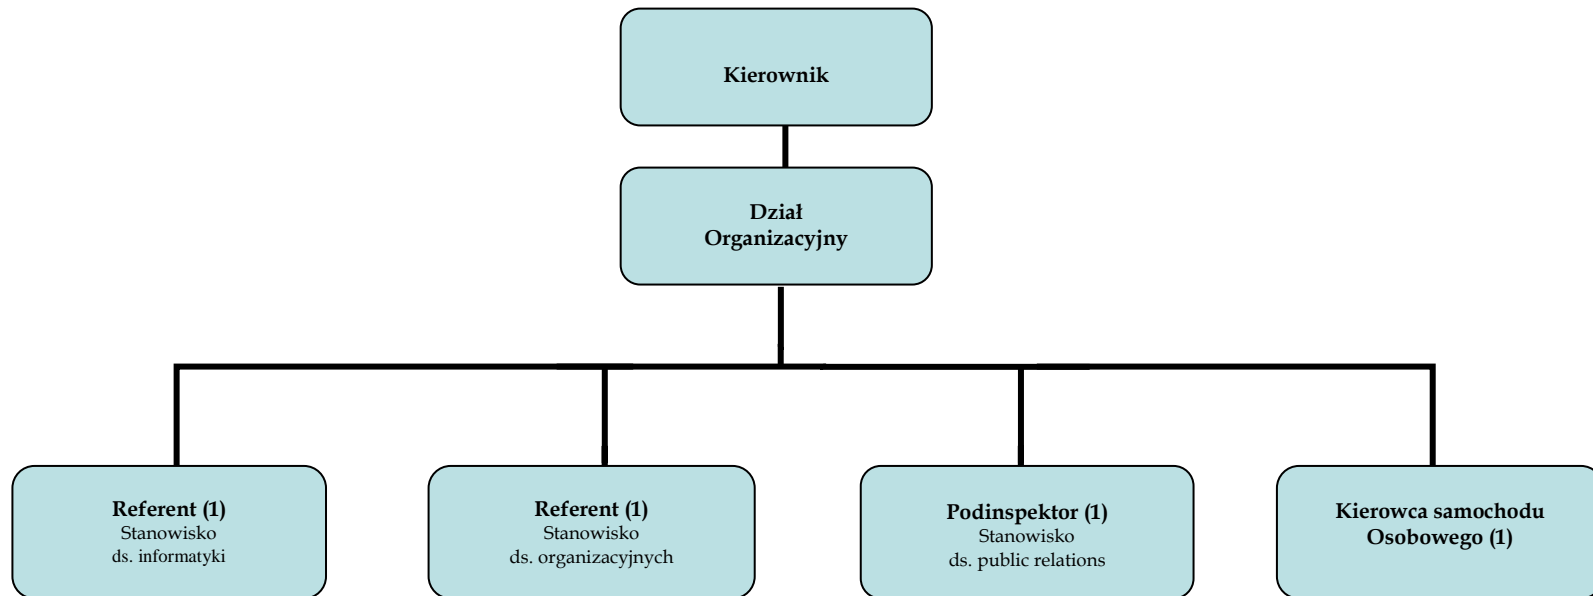 Kierownik
Dział
Organizacyjny
Referent (1)
Stanowisko
ds. informatyki
Referent (1)
Stanowisko
ds. organizacyjnych
Podinspektor (1)
Stanowisko
ds. public relations
Kierowca samochodu
Osobowego (1)